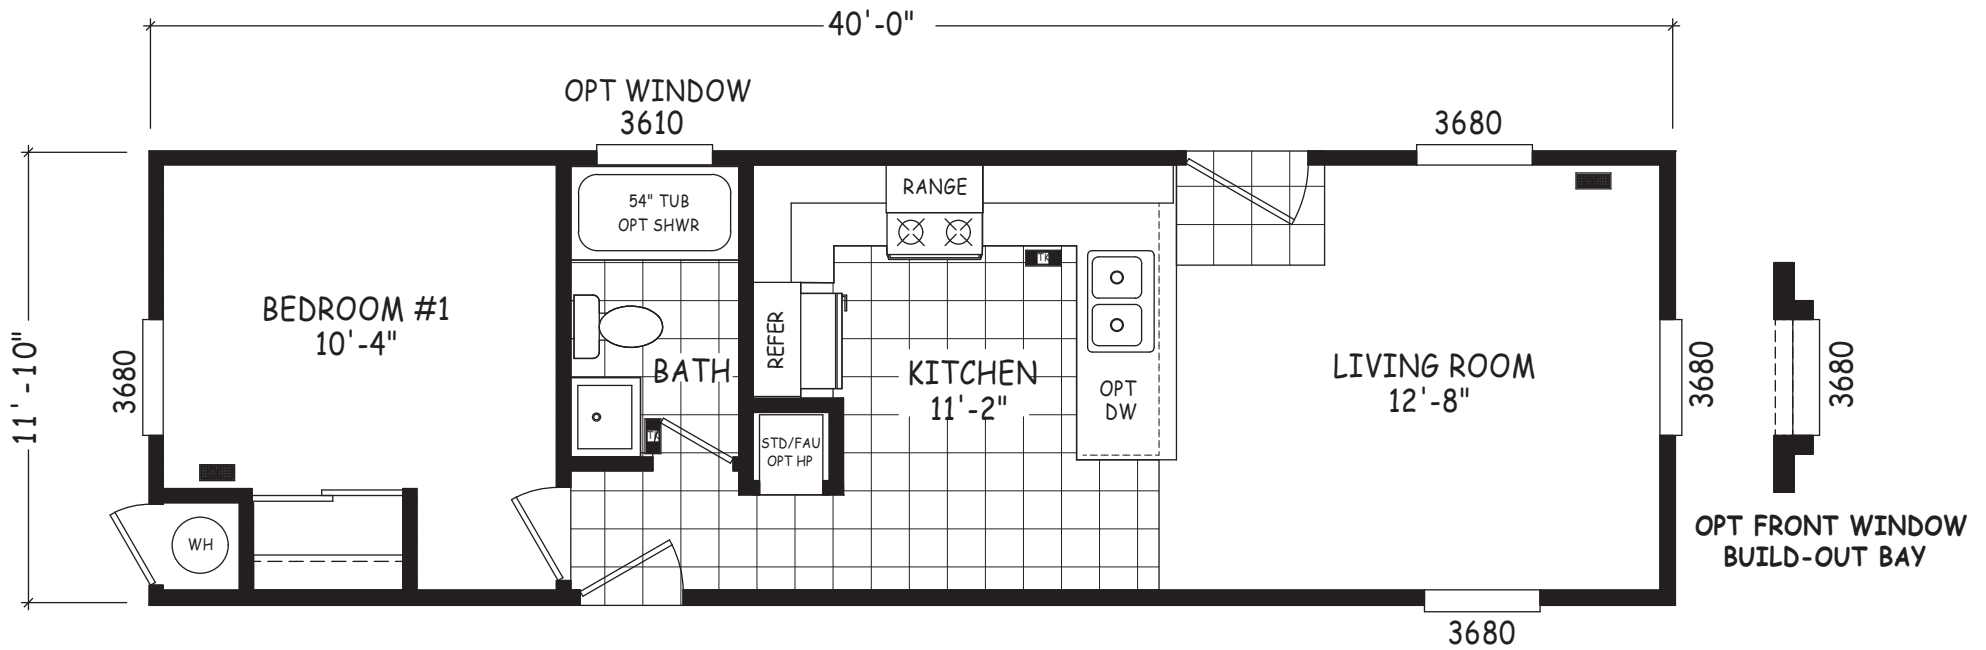 40'-0"
OPT WINDOW
3610
3680
11'-10"
RANGE
54" TUB
OPT SHWR
TK
BEDROOM #1
10'-4"
REFER
3680
BATH
KITCHEN
11'-2"
OPT
DW
LIVING ROOM
12'-8"
3680
3680
STD/FAU
OPT HP
WH
OPT FRONT WINDOW
BUILD-OUT BAY
3680